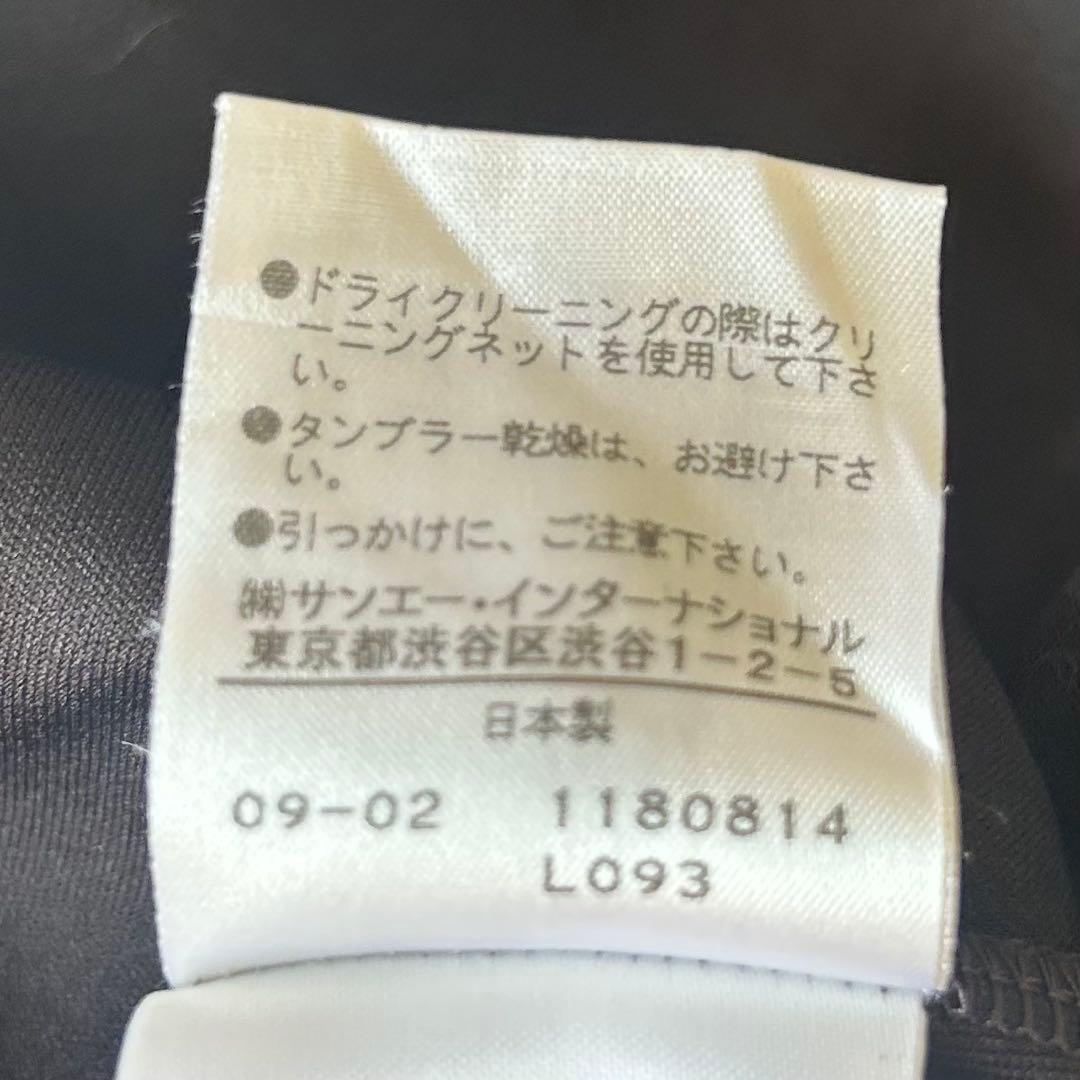 ●ドライクリーニングの際はクリ
ーニングネットを使用して下さ
い。
●タンブラー乾燥は、お避け下さ
い。
●引っかけに、ご注意下さい。
㈱サンエー・インターナショナル
東京都渋谷区渋谷1-2-5
日本製
09-02 1180814
L093